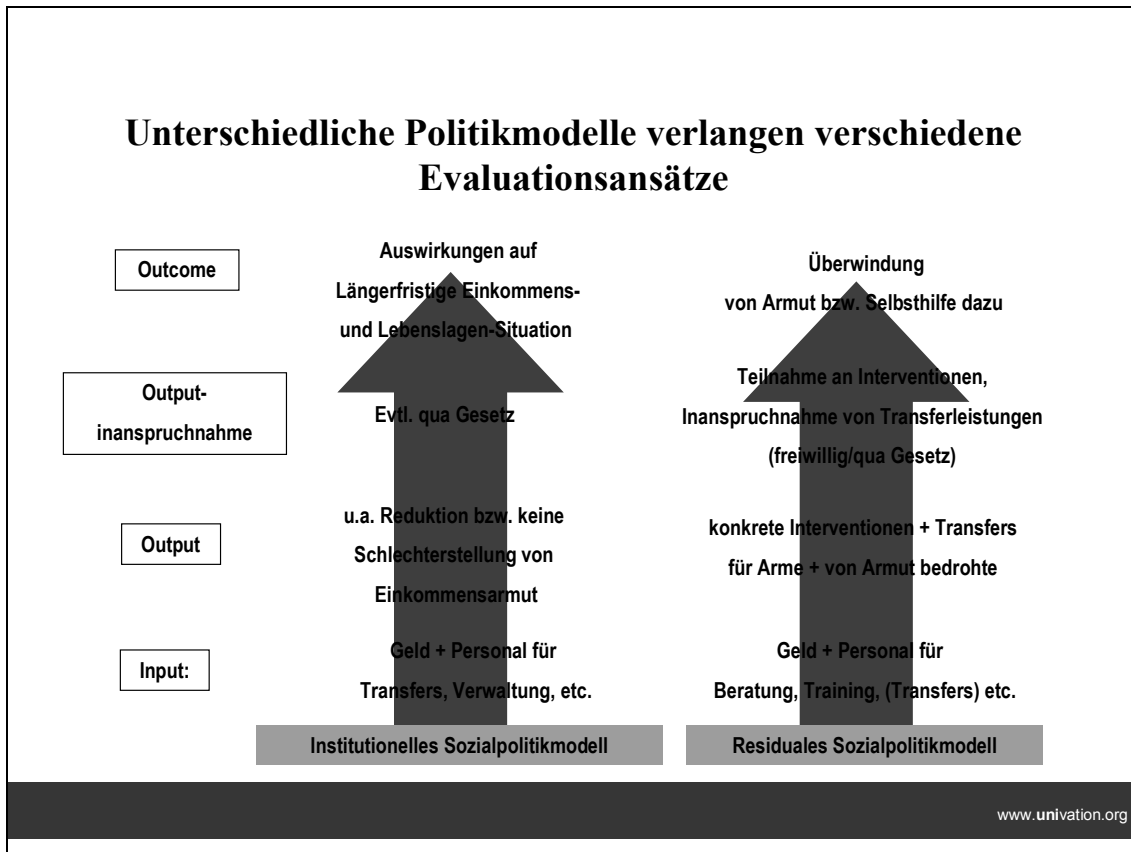 Unterschiedliche Politikmodelle verlangen verschiedene
Evaluationsansätze
Outcome
Auswirkungen auf
Längerfristige Einkommens-
und Lebenslagen-Situation
Überwindung
von Armut bzw. Selbsthilfe dazu
Output-
inanspruchnahme
Evtl. qua Gesetz
Teilnahme an Interventionen,
Inanspruchnahme von Transferleistungen
(freiwillig/qua Gesetz)
Output
u.a. Reduktion bzw. keine
Schlechterstellung von
Einkommensarmut
konkrete Interventionen + Transfers
für Arme + von Armut bedrohte
Input:
Geld + Personal für
Transfers, Verwaltung, etc.
Geld + Personal für
Beratung, Training, (Transfers) etc.
Institutionelles Sozialpolitikmodell
Residuales Sozialpolitikmodell
www.univation.org